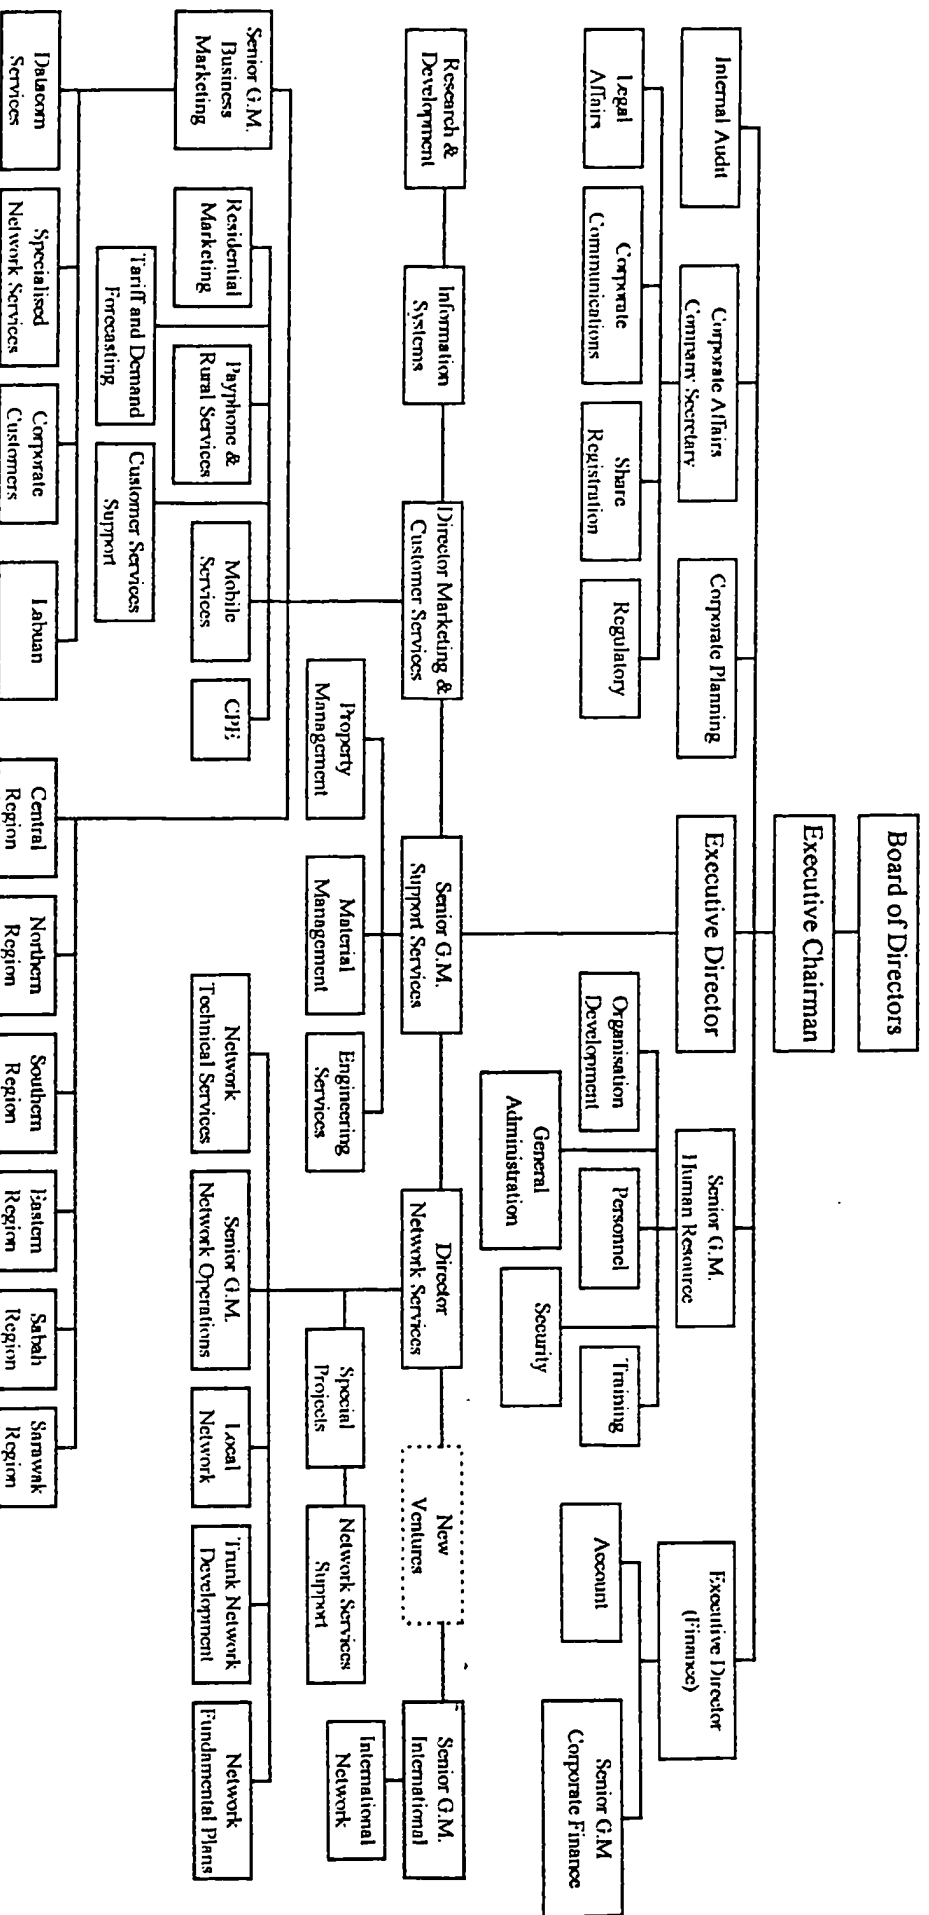 Board of Directors
Executive Chairman
Internal Audit
Corporate Affairs
Company Secretary
Corporate Planning
Executive Director
Senior G.M.
Human Resource
Executive Director
(Finance)
Legal
Affairs
Corporate
Communications
Share
Registration
Regulatory
Organisation
Development
Personnel
Training
General
Administration
Security
Account
Senior G.M
Corporate Finance
Research &
Development
Information
Systems
Director Marketing &
Customer Services
Senior G.M.
Support Services
Director
Network Services
New
Ventures
Senior G.M.
International
Property
Management
Material
Management
Engineering
Services
Special
Projects
Network Services
Support
International
Network
Senior G.M.
Business
Marketing
Residential
Marketing
Payphone &
Rural Services
Mobile
Services
CPE
Tariff and Demand
Forecasting
Customer Services
Support
Network
Technical Services
Senior G.M.
Network Operations
Local
Network
Trunk Network
Development
Network
Fundamental Plans
Datacom
Services
Specialised
Network Services
Corporate
Customers
Labuan
Central
Region
Northern
Region
Southern
Region
Eastern
Region
Sabah
Region
Sarawak
Region